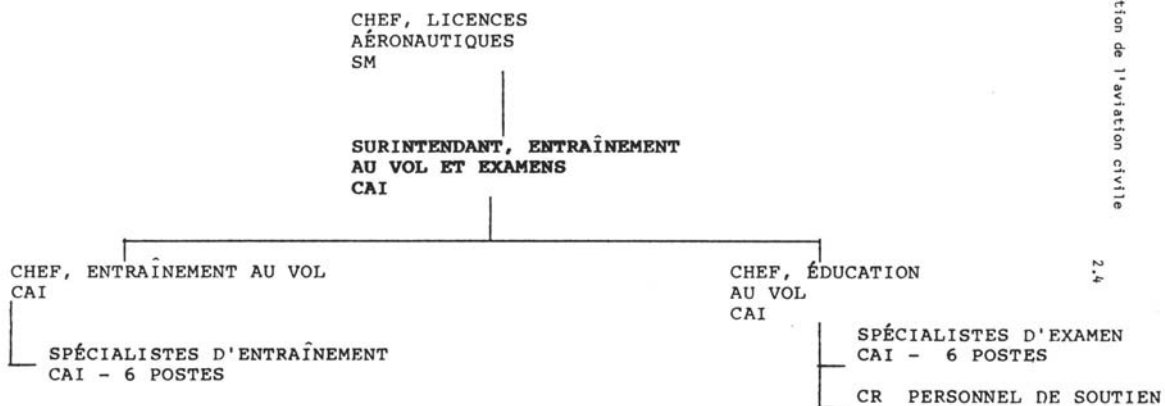 CHEF, LICENCES
AÉRONAUTIQUES
SM
SURINTENDANT, ENTRAÎNEMENT
AU VOL ET EXAMENS
CAI
CHEF, ENTRAÎNEMENT AU VOL
CAI
SPÉCIALISTES D'ENTRAÎNEMENT
CAI - 6 POSTES
CHEF, ÉDUCATION
AU VOL
CAI
SPÉCIALISTES D'EXAMEN
CAI - 6 POSTES
CR PERSONNEL DE SOUTIEN
tion de l'aviation civile
2.4